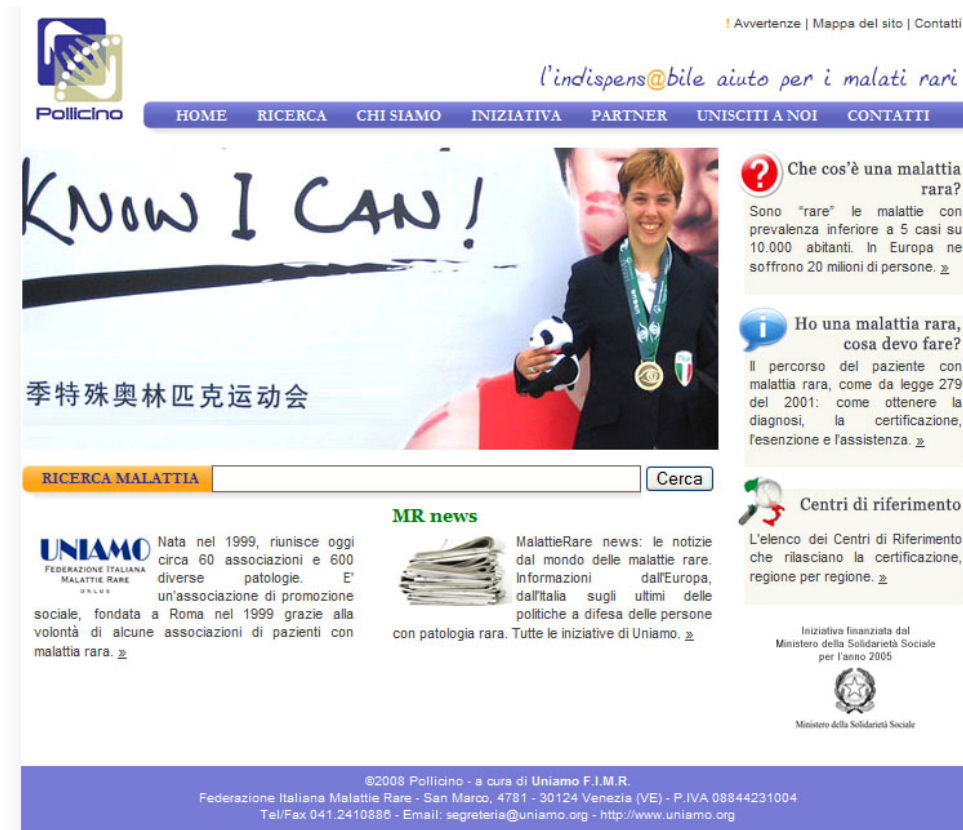 ! Avvertenze | Mappa del sito | Contatti
l'indispens@bile aiuto per i malati rari
Pollicino
HOME RICERCA CHI SIAMO INIZIATIVA PARTNER UNISCITI A NOI CONTATTI
KNOW I CAN!
季特殊奥林匹克运动会
RICERCA MALATTIA
Cerca
UNIAMO
FEDERAZIONE ITALIANA
MALATTIE RARE
ONLUS
Nata nel 1999, riunisce oggi
circa 60 associazioni e 600
diverse patologie. E'
un'associazione di promozione
sociale, fondata a Roma nel 1999 grazie alla
volontà di alcune associazioni di pazienti con
malattia rara. »
MR news
MalattieRare news: le notizie
dal mondo delle malattie rare.
Informazioni dall'Europa,
dall'Italia sugli ultimi delle
politiche a difesa delle persone
con patologia rara. Tutte le iniziative di Uniamo. »
?
Che cos'è una malattia
rara?
Sono "rare" le malattie con
prevalenza inferiore a 5 casi su
10.000 abitanti. In Europa ne
soffrono 20 milioni di persone. »
i
Ho una malattia rara,
cosa devo fare?
Il percorso del paziente con
malattia rara, come da legge 279
del 2001: come ottenere la
diagnosi, la certificazione,
l'esenzione e l'assistenza. »
Centri di riferimento
L'elenco dei Centri di Riferimento
che rilasciano la certificazione,
regione per regione. »
Iniziativa finanziata dal
Ministero della Solidarietà Sociale
per l'anno 2005
Ministero della Solidarietà Sociale
©2008 Pollicino - a cura di Uniamo F.I.M.R.
Federazione Italiana Malattie Rare - San Marco, 4781 - 30124 Venezia (VE) - P.IVA 08844231004
Tel/Fax 041.2410886 - Email: segreteria@uniamo.org - http://www.uniamo.org